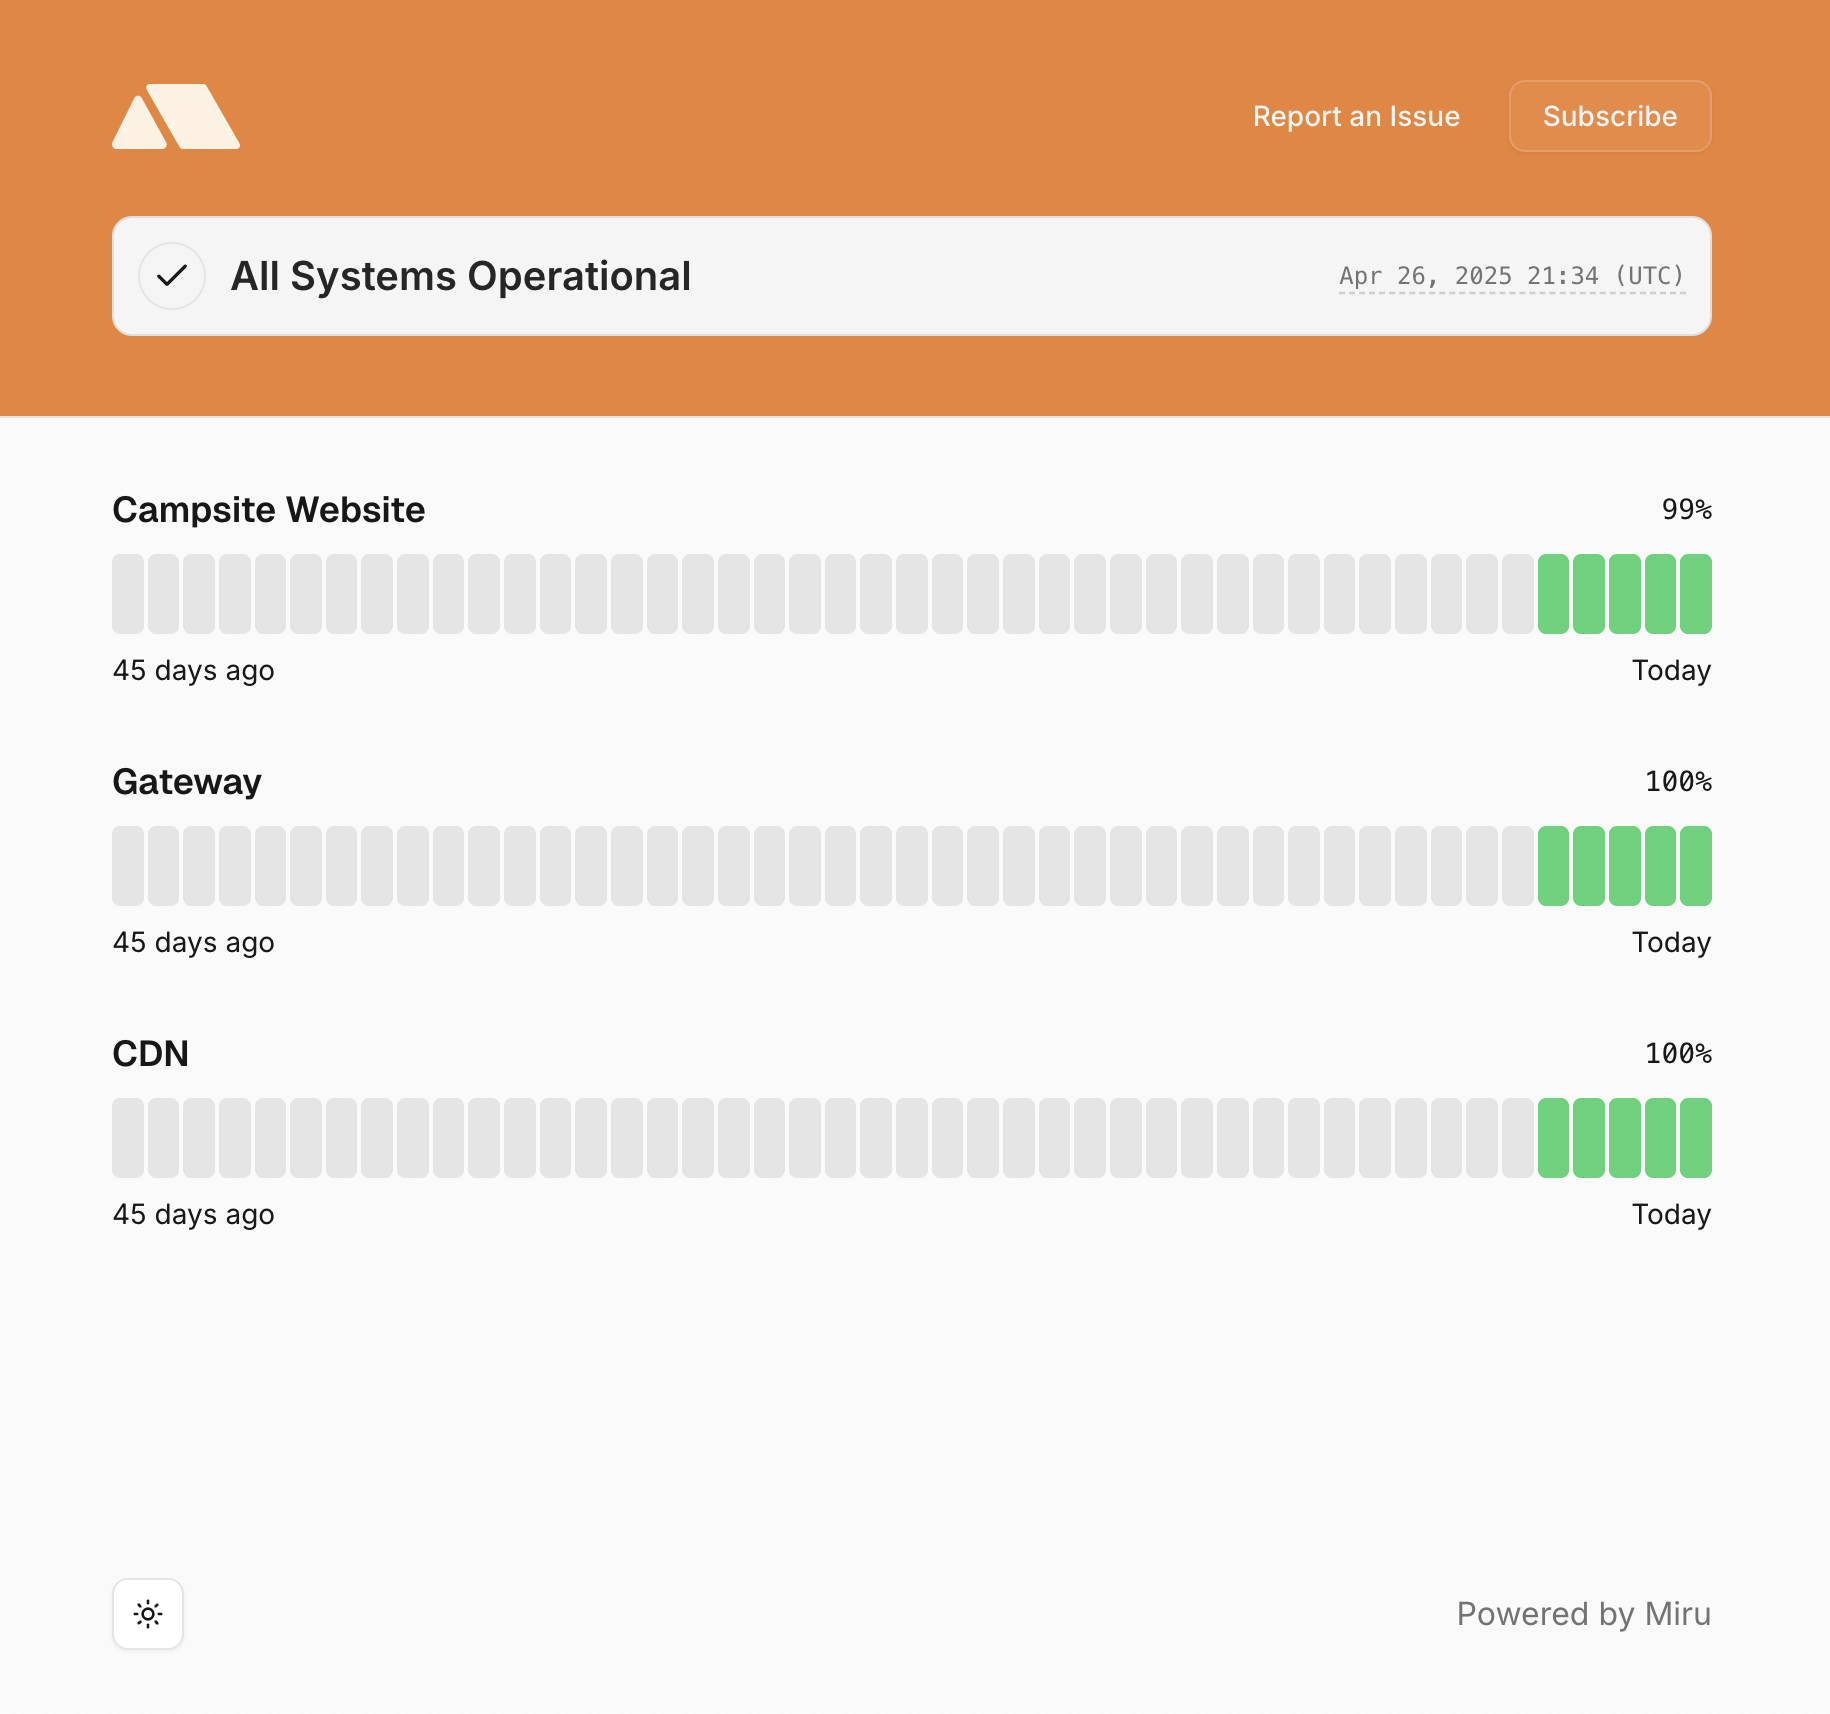 Report an Issue
Subscribe
All Systems Operational
Apr 26, 2025 21:34 (UTC)
Campsite Website
99%
45 days ago
Today
Gateway
100%
45 days ago
Today
CDN
100%
45 days ago
Today
Powered by Miru